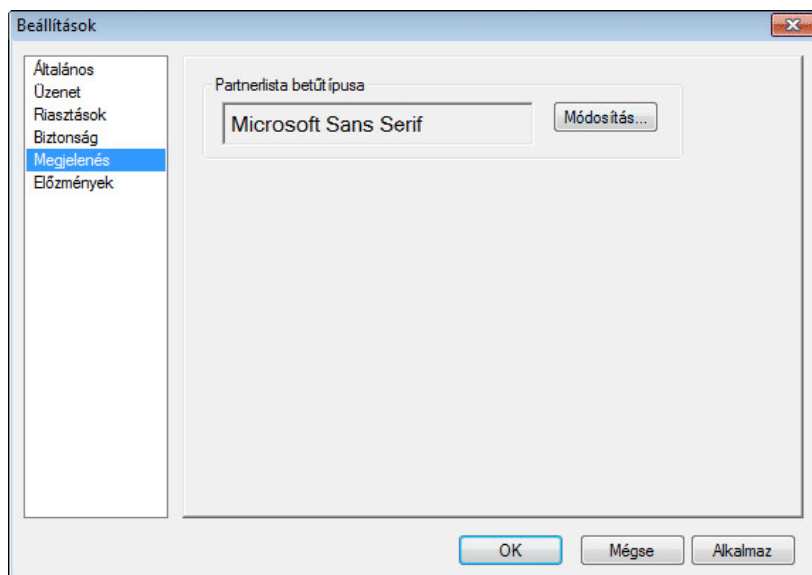 Beállítások
Általános
Üzenet
Riasztások
Biztonság
Megjelenés
Előzmények
Partnerlista betűtípusa
Microsoft Sans Serif
Módosítás...
OK
Mégse
Alkalmaz